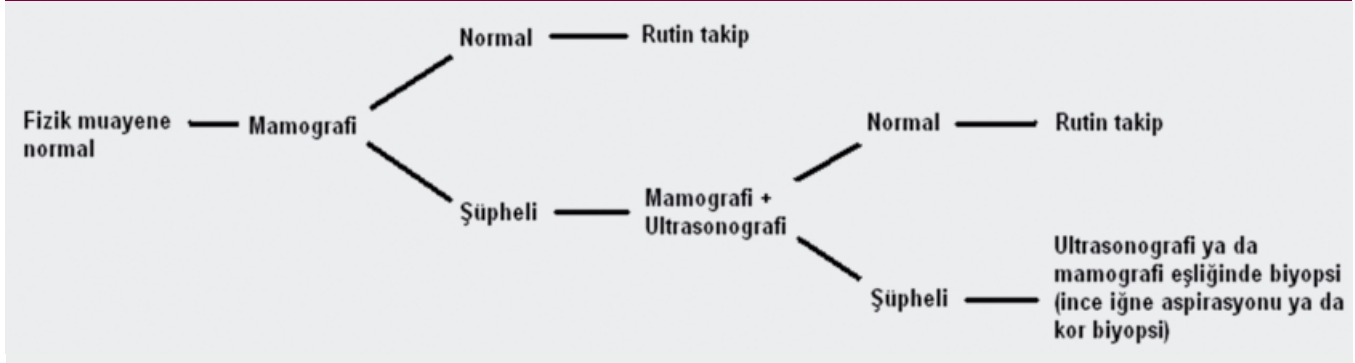 Fizik muayene
normal
Mamografi
Normal
Rutin takip
Şüpheli
Mamografi +
Ultrasonografi
Normal
Rutin takip
Şüpheli
Ultrasonografi ya da
mamografi eşliğinde biyopsi
(ince iğne aspirasyonu ya da
kor biyopsi)